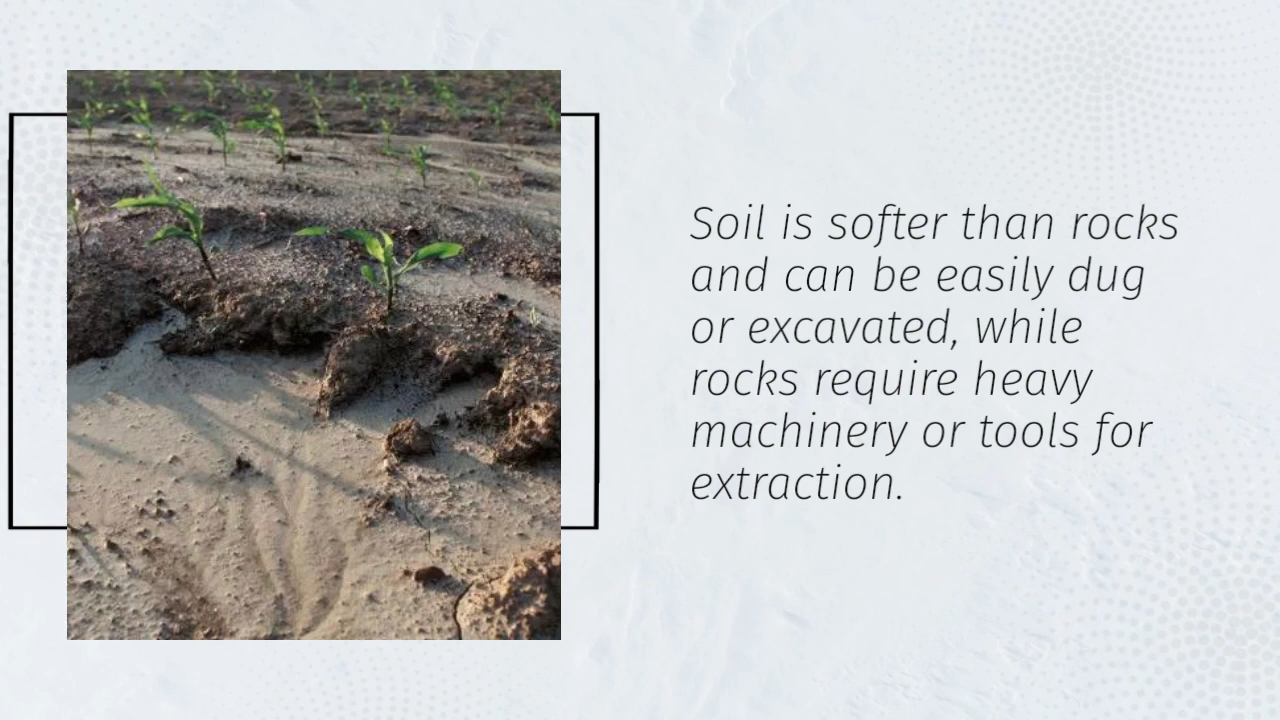 Soil is softer than rocks
and can be easily dug
or excavated, while
rocks require heavy
machinery or tools for
extraction.